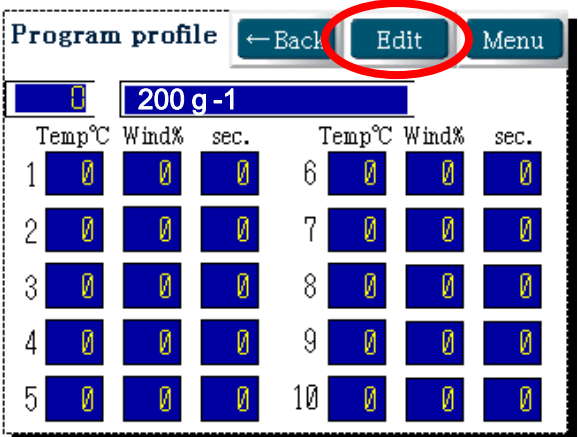 Program profile ←Back Edit Menu
0 200 g -1
Temp℃ Wind% sec. Temp℃ Wind% sec.
1 0 0 0 6 0 0 0
2 0 0 0 7 0 0 0
3 0 0 0 8 0 0 0
4 0 0 0 9 0 0 0
5 0 0 0 10 0 0 0